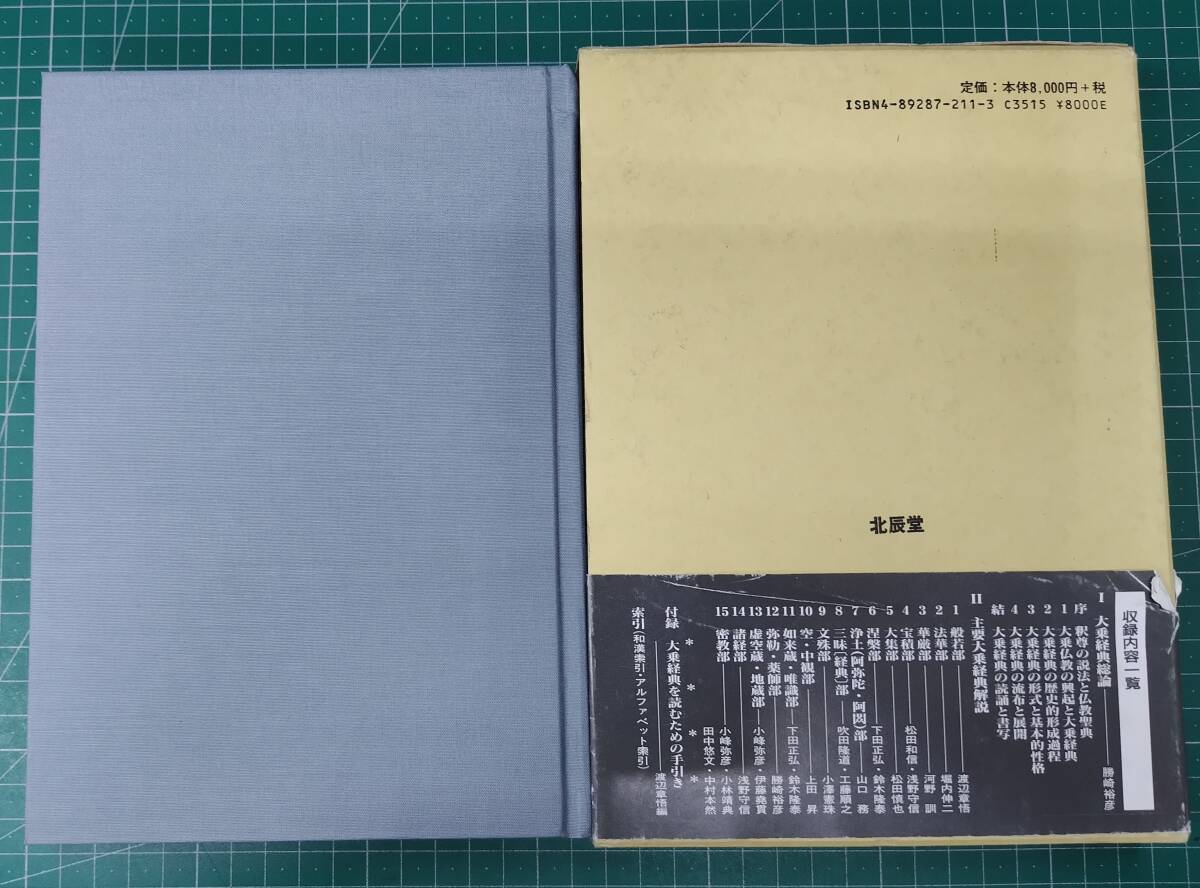 定価：本体8,000円＋税
ISBN4-89287-211-3 C3515 ¥8000E
北辰堂
収録内容一覧
I 大乗経典総論――勝崎裕彦
序 釈尊の説法と仏教聖典
1 大乗仏教の興起と大乗経典
2 大乗経典の歴史的形成過程
3 大乗経典の形式と基本的性格
4 大乗経典の流布と展開
結 大乗経典の読誦と書写
II 主要大乗経典解説
1 般若部――渡辺章悟
2 法華部――堀内伸二
3 華厳部――河野 訓
4 宝積部――松田和信・浅野守信
5 大集部――松田慎也
6 涅槃部――下田正弘・鈴木隆泰
7 浄土(阿弥陀・阿閦)部――山口 務
8 三昧〔経典〕部――吹田隆道・工藤順之
9 文殊部――小澤憲珠
10 空・中観部――上田 昇
11 如来蔵・唯識部――下田正弘・鈴木隆泰
12 弥勒・薬師部――勝崎裕彦
13 虚空蔵・地蔵部――小峰弥彦・伊藤堯貫
14 諸経部――浅野守信
15 密教部――小峰弥彦・小林靖典
田中悠文・中村本然
＊ ＊ ＊ ＊
付録 大乗経典を読むための手引き――渡辺章悟編
索引(和漢索引・アルファベット索引)